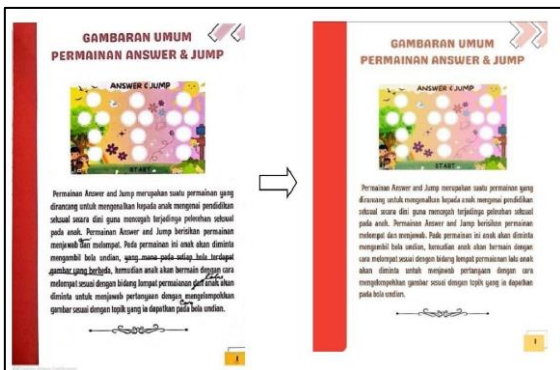 GAMBARAN UMUM
PERMAINAN ANSWER & JUMP
ANSWER & JUMP
START
Permainan Answer and Jump merupakan suatu permainan yang
dirancang untuk mengenalkan kepada anak mengenai pendidikan
seksual secara dini guna mencegah terjadinya pelecehan seksual
pada anak. Permainan Answer and Jump berisikan permainan
menjawab dan melompat. Pada permainan ini anak akan diminta
mengambil bola undian, yang mana pada setiap bola terdapat
gambar yang berbeda, kemudian anak akan bermain dengan cara
melompat sesuai dengan bidang lompat permainan dan anak akan
lalu
diminta untuk menjawab pertanyaan dengan mengelompokkan
Cara
gambar sesuai dengan topik yang ia dapatkan pada bola undian.
GAMBARAN UMUM
PERMAINAN ANSWER & JUMP
ANSWER & JUMP
START
Permainan Answer and Jump merupakan suatu permainan yang
dirancang untuk mengenalkan kepada anak mengenai pendidikan
seksual secara dini guna mencegah terjadinya pelecehan seksual
pada anak. Permainan Answer and Jump berisikan permainan
melompat dan menjawab. Pada permainan ini anak akan diminta
mengambil bola undian, kemudian anak akan bermain dengan
cara melompat sesuai dengan bidang lompat permainan lalu anak
akan diminta untuk menjawab pertanyaan dengan cara
mengelompokkan gambar sesuai dengan topik yang ia dapatkan
pada bola undian.
1